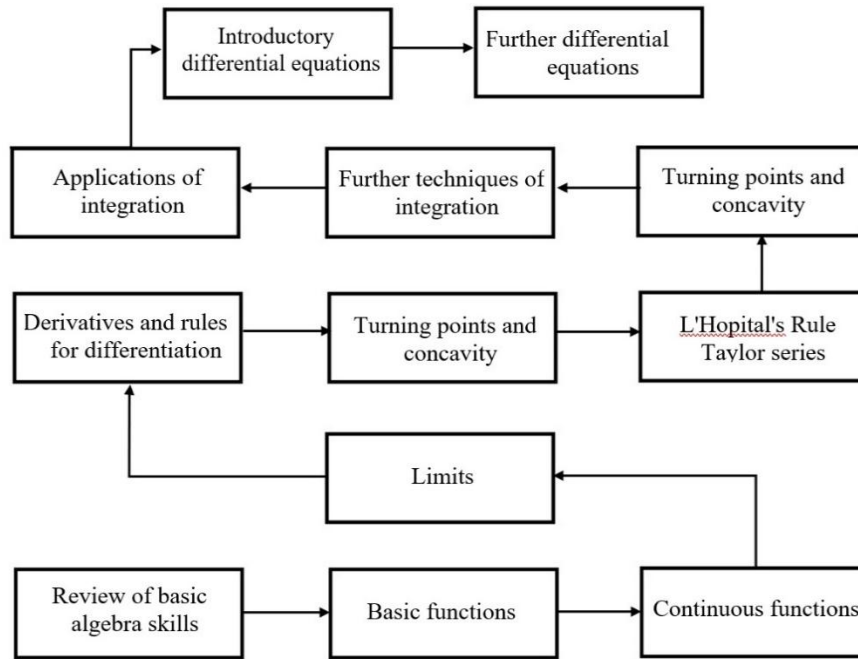 Introductory
differential equations
Further differential
equations
Applications of
integration
Further techniques of
integration
Turning points and
concavity
Derivatives and rules
for differentiation
Turning points and
concavity
L'Hopital's Rule
Taylor series
Limits
Review of basic
algebra skills
Basic functions
Continuous functions